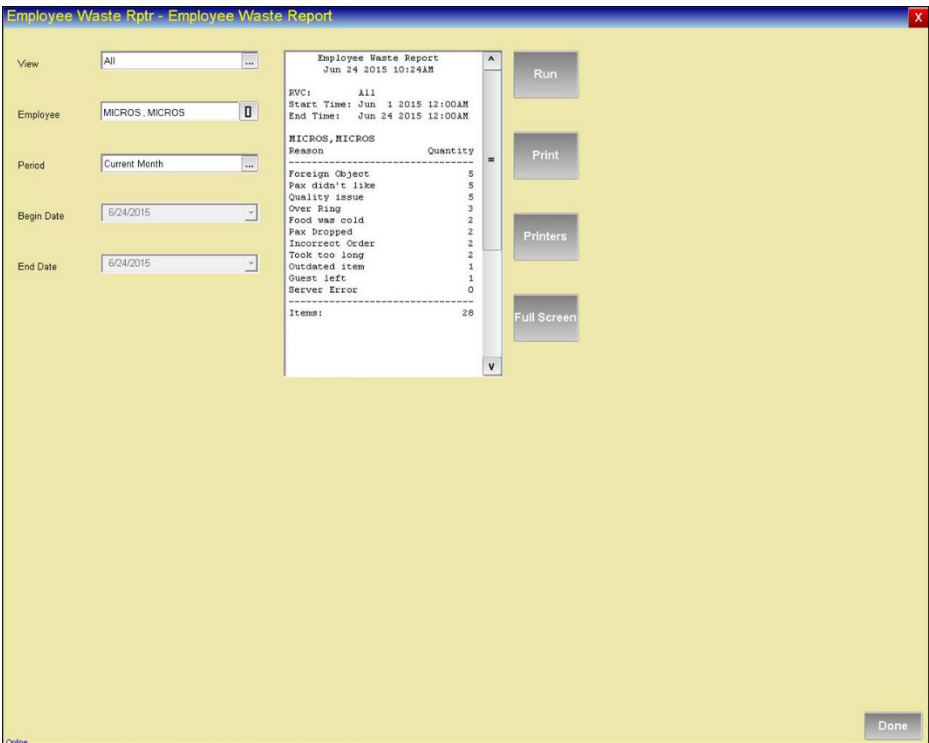 Employee Waste Rptr - Employee Waste Report
X
View
All
...
Employee
MICROS , MICROS
Period
Current Month
...
Begin Date
6/24/2015
End Date
6/24/2015
Employee Waste Report
Jun 24 2015 10:24AM
RVC: All
Start Time: Jun 1 2015 12:00AM
End Time: Jun 24 2015 12:00AM
MICROS,MICROS
Reason Quantity
--------------------------------
Foreign Object 5
Pax didn't like 5
Quality issue 5
Over Ring 3
Food was cold 2
Pax Dropped 2
Incorrect Order 2
Took too long 2
Outdated item 1
Guest left 1
Server Error 0
--------------------------------
Items: 28
Run
Print
Printers
Full Screen
Done
Online